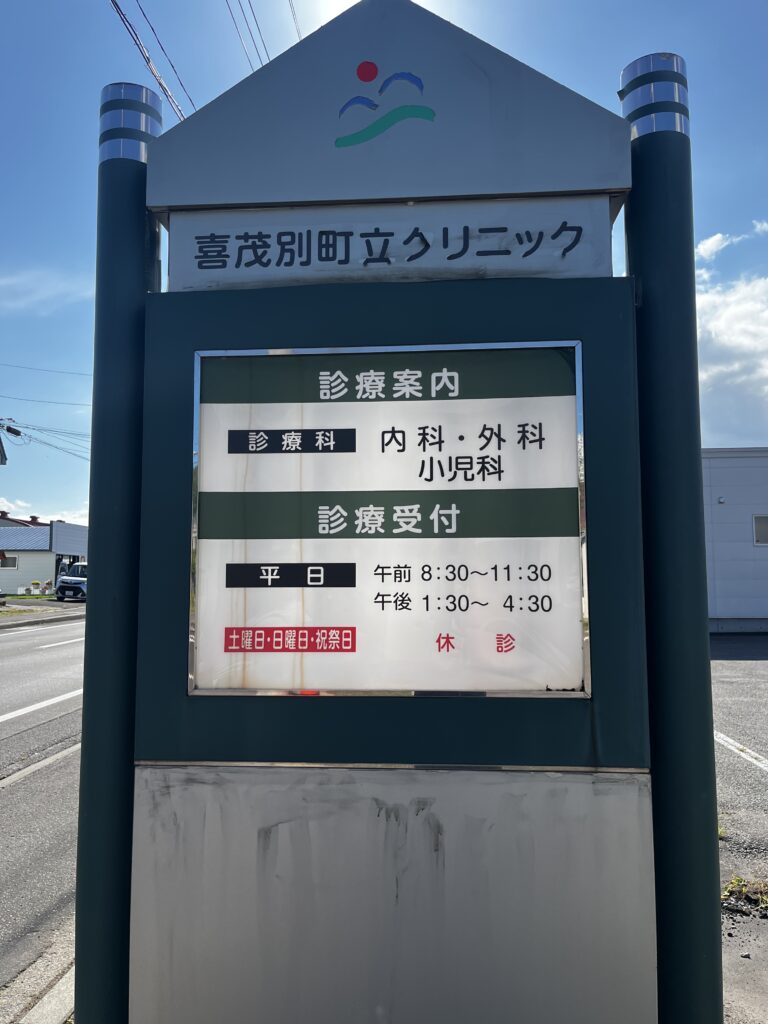 喜茂別町立クリニック
診療案内
診療科 内科・外科
小児科
診療受付
平日 午前 8:30～11:30
午後 1:30～ 4:30
土曜日・日曜日・祝祭日 休診